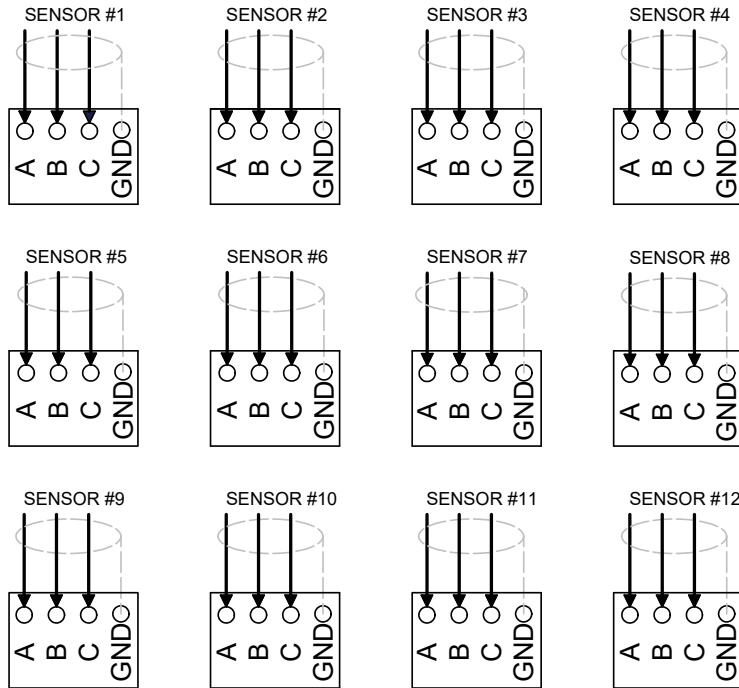 SENSOR #1 SENSOR #2 SENSOR #3 SENSOR #4
A B C GND A B C GND A B C GND A B C GND
SENSOR #5 SENSOR #6 SENSOR #7 SENSOR #8
A B C GND A B C GND A B C GND A B C GND
SENSOR #9 SENSOR #10 SENSOR #11 SENSOR #12
A B C GND A B C GND A B C GND A B C GND